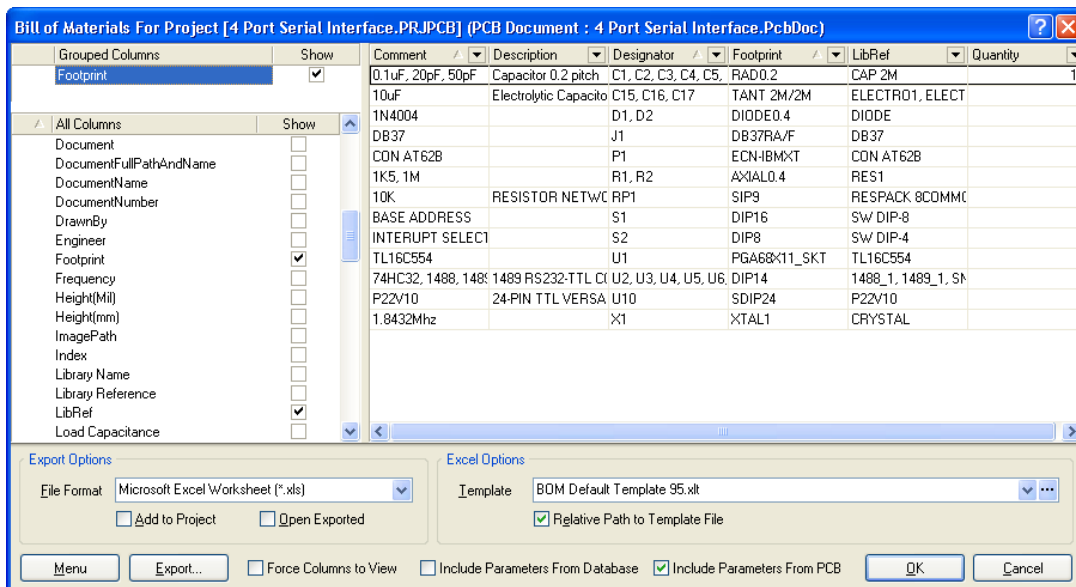 Bill of Materials For Project [4 Port Serial Interface.PRJPCB] (PCB Document : 4 Port Serial Interface.PcbDoc)
Grouped Columns Show
Footprint
All Columns Show
Document
DocumentFullPathAndName
DocumentName
DocumentNumber
DrawnBy
Engineer
Footprint
Frequency
Height(Mil)
Height(mm)
ImagePath
Index
Library Name
Library Reference
LibRef
Load Capacitance
Comment Description Designator Footprint LibRef Quantity
0.1uF, 20pF, 50pF Capacitor 0.2 pitch C1, C2, C3, C4, C5, RAD0.2 CAP 2M 1
10uF Electrolytic Capacito C15, C16, C17 TANT 2M/2M ELECTRO1, ELECT
1N4004 D1, D2 DIODE0.4 DIODE
DB37 J1 DB37RA/F DB37
CON AT62B P1 ECN-IBMXT CON AT62B
1K5, 1M R1, R2 AXIAL0.4 RES1
10K RESISTOR NETWO RP1 SIP9 RESPACK 8COMMO
BASE ADDRESS S1 DIP16 SW DIP-8
INTERUPT SELECT S2 DIP8 SW DIP-4
TL16C554 U1 PGA68X11_SKT TL16C554
74HC32, 1488, 1489 1489 RS232-TTL CO U2, U3, U4, U5, U6, DIP14 1488_1, 1489_1, SN
P22V10 24-PIN TTL VERSA U10 SDIP24 P22V10
1.8432Mhz X1 XTAL1 CRYSTAL
Export Options
File Format Microsoft Excel Worksheet (*.xls)
Add to Project Open Exported
Excel Options
Template BOM Default Template 95.xlt ...
Relative Path to Template File
Menu Export... Force Columns to View Include Parameters From Database Include Parameters From PCB OK Cancel